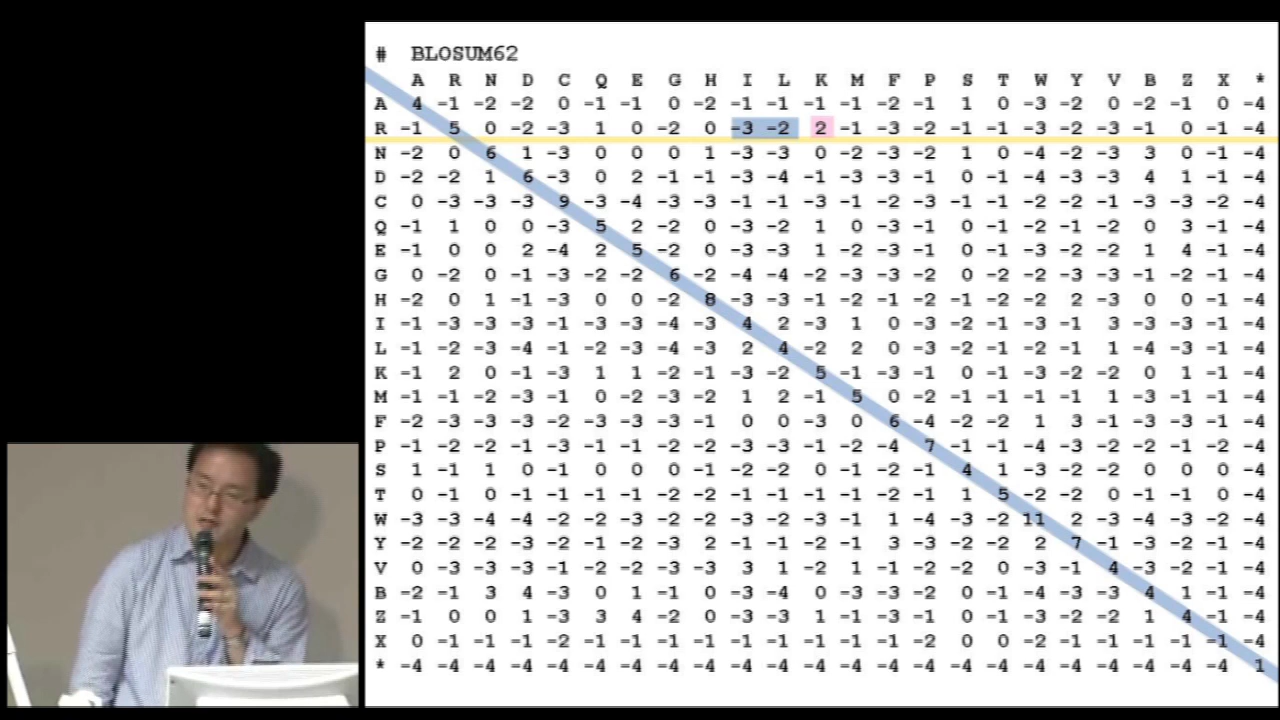 # BLOSUM62
A R N D C Q E G H I L K M F P S T W Y V B Z X *
A 4 -1 -2 -2 0 -1 -1 0 -2 -1 -1 -1 -1 -2 -1 1 0 -3 -2 0 -2 -1 0 -4
R -1 5 0 -2 -3 1 0 -2 0 -3 -2 2 -1 -3 -2 -1 -1 -3 -2 -3 -1 0 -1 -4
N -2 0 6 1 -3 0 0 0 1 -3 -3 0 -2 -3 -2 1 0 -4 -2 -3 3 0 -1 -4
D -2 -2 1 6 -3 0 2 -1 -1 -3 -4 -1 -3 -3 -1 0 -1 -4 -3 -3 4 1 -1 -4
C 0 -3 -3 -3 9 -3 -4 -3 -3 -1 -1 -3 -1 -2 -3 -1 -1 -2 -2 -1 -3 -3 -2 -4
Q -1 1 0 0 -3 5 2 -2 0 -3 -2 1 0 -3 -1 0 -1 -2 -1 -2 0 3 -1 -4
E -1 0 0 2 -4 2 5 -2 0 -3 -3 1 -2 -3 -1 0 -1 -3 -2 -2 1 4 -1 -4
G 0 -2 0 -1 -3 -2 -2 6 -2 -4 -4 -2 -3 -3 -2 0 -2 -2 -3 -3 -1 -2 -1 -4
H -2 0 1 -1 -3 0 0 -2 8 -3 -3 -1 -2 -1 -2 -1 -2 -2 2 -3 0 0 -1 -4
I -1 -3 -3 -3 -1 -3 -3 -4 -3 4 2 -3 1 0 -3 -2 -1 -3 -1 3 -3 -3 -1 -4
L -1 -2 -3 -4 -1 -2 -3 -4 -3 2 4 -2 2 0 -3 -2 -1 -2 -1 1 -4 -3 -1 -4
K -1 2 0 -1 -3 1 1 -2 -1 -3 -2 5 -1 -3 -1 0 -1 -3 -2 -2 0 1 -1 -4
M -1 -1 -2 -3 -1 0 -2 -3 -2 1 2 -1 5 0 -2 -1 -1 -1 -1 1 -3 -1 -1 -4
F -2 -3 -3 -3 -2 -3 -3 -3 -1 0 0 -3 0 6 -4 -2 -2 1 3 -1 -3 -3 -1 -4
P -1 -2 -2 -1 -3 -1 -1 -2 -2 -3 -3 -1 -2 -4 7 -1 -1 -4 -3 -2 -2 -1 -2 -4
S 1 -1 1 0 -1 0 0 0 -1 -2 -2 0 -1 -2 -1 4 1 -3 -2 -2 0 0 0 -4
T 0 -1 0 -1 -1 -1 -1 -2 -2 -1 -1 -1 -1 -2 -1 1 5 -2 -2 0 -1 -1 0 -4
W -3 -3 -4 -4 -2 -2 -3 -2 -2 -3 -2 -3 -1 1 -4 -3 -2 11 2 -3 -4 -3 -2 -4
Y -2 -2 -2 -3 -2 -1 -2 -3 2 -1 -1 -2 -1 3 -3 -2 -2 2 7 -1 -3 -2 -1 -4
V 0 -3 -3 -3 -1 -2 -2 -3 -3 3 1 -2 1 -1 -2 -2 0 -3 -1 4 -3 -2 -1 -4
B -2 -1 3 4 -3 0 1 -1 0 -3 -4 0 -3 -3 -2 0 -1 -4 -3 -3 4 1 -1 -4
Z -1 0 0 1 -3 3 4 -2 0 -3 -3 1 -1 -3 -1 0 -1 -3 -2 -2 1 4 -1 -4
X 0 -1 -1 -1 -2 -1 -1 -1 -1 -1 -1 -1 -1 -1 -2 0 0 -2 -1 -1 -1 -1 -1 -4
* -4 -4 -4 -4 -4 -4 -4 -4 -4 -4 -4 -4 -4 -4 -4 -4 -4 -4 -4 -4 -4 -4 -4 1